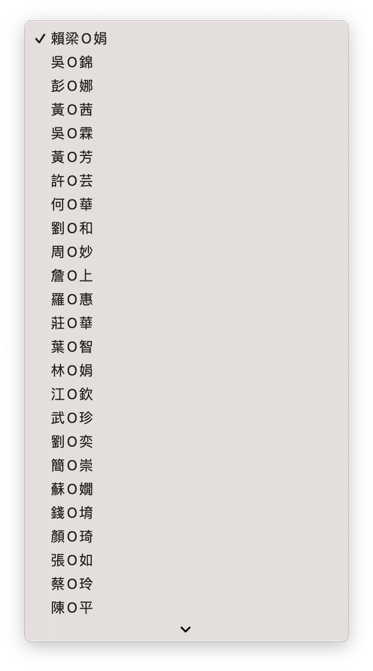 ✓ 賴梁O娟
吳O錦
彭O娜
黃O茜
吳O霖
黃O芳
許O芸
何O華
劉O和
周O妙
詹O上
羅O惠
莊O華
葉O智
林O娟
江O欽
武O珍
劉O奕
簡O崇
蘇O嫺
錢O堉
顏O琦
張O如
蔡O玲
陳O平